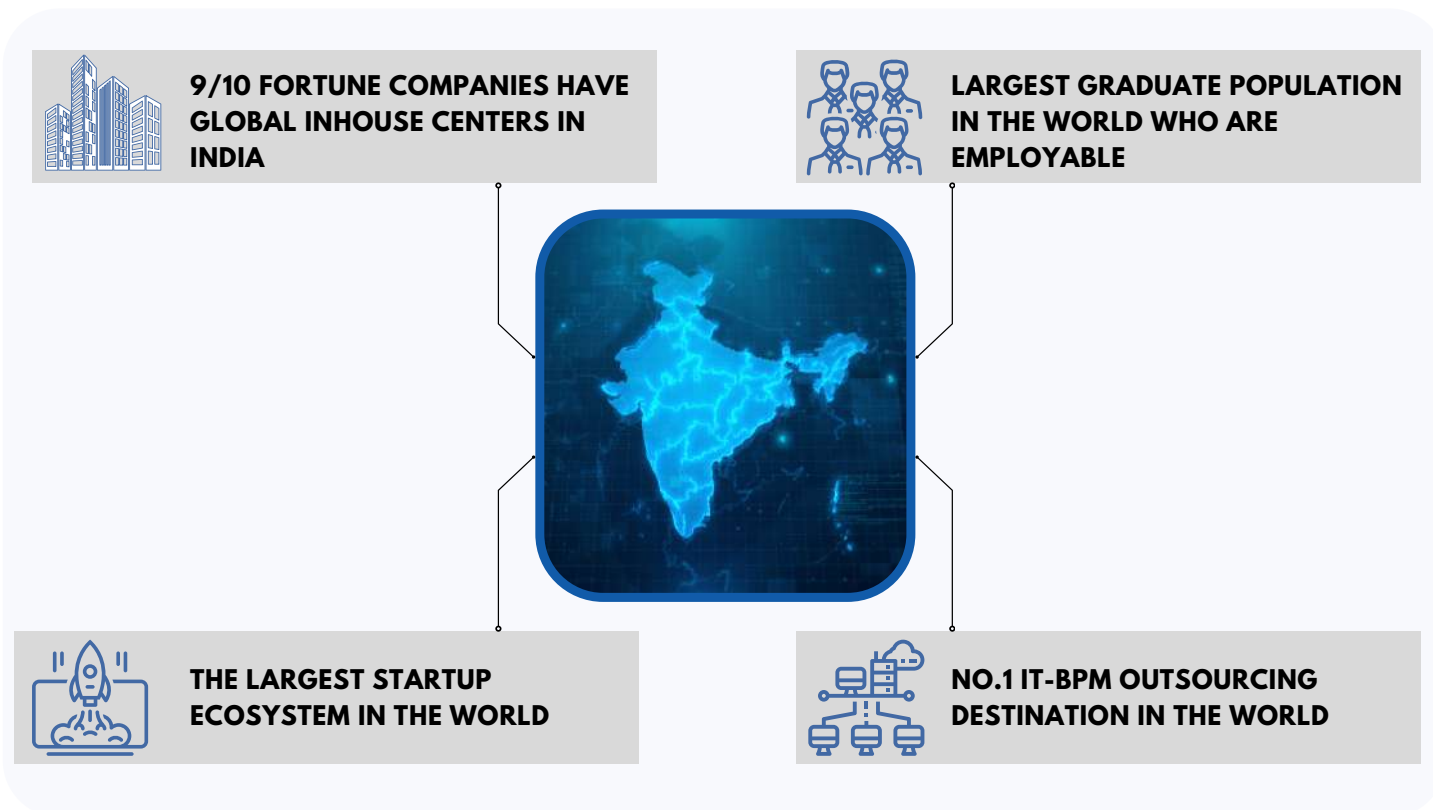 9/10 FORTUNE COMPANIES HAVE
GLOBAL INHOUSE CENTERS IN
INDIA
LARGEST GRADUATE POPULATION
IN THE WORLD WHO ARE
EMPLOYABLE
THE LARGEST STARTUP
ECOSYSTEM IN THE WORLD
NO.1 IT-BPM OUTSOURCING
DESTINATION IN THE WORLD